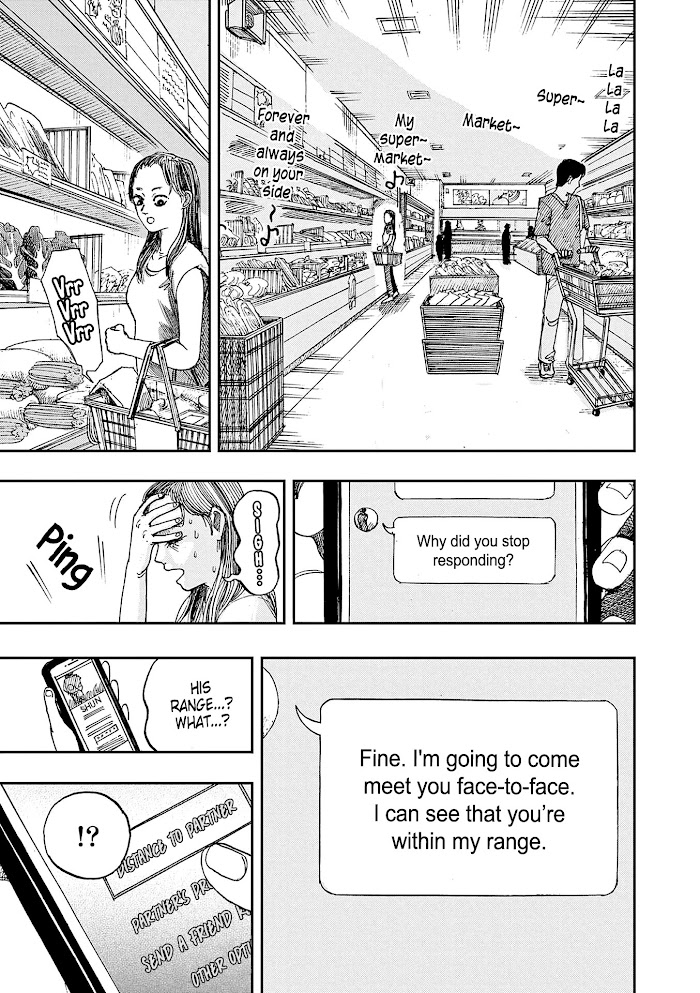 La
La
La
La
Super~
Market~
My
Super~
Market~
Forever
and
always
on your
side
~
Vrr
Vrr
Vrr
Why did you stop
responding?
SIGH...
Ping
Fine. I'm going to come
meet you face-to-face.
I can see that you're
within my range.
HIS
RANGE...?
WHAT...?
SHUN
!?
DISTANCE TO PARTNER
PARTNER'S
SEND A FRIEND
OTHER